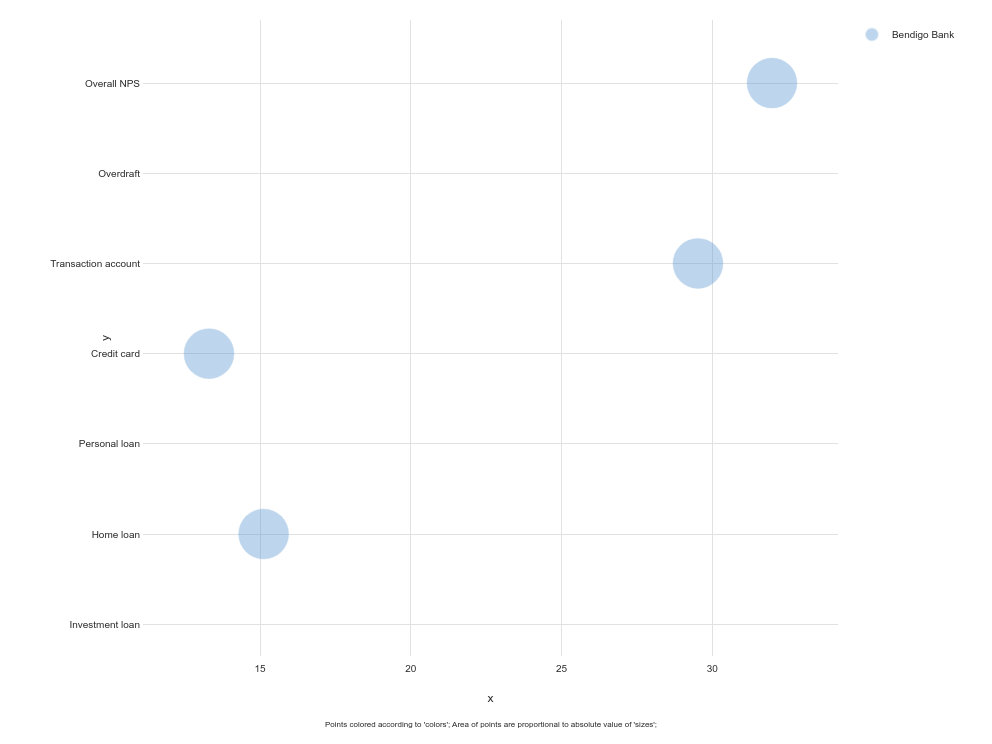 Bendigo Bank
Overall NPS
Overdraft
Transaction account
y
Credit card
Personal loan
Home loan
Investment loan
15 20 25 30
x
Points colored according to 'colors'; Area of points are proportional to absolute value of 'sizes';